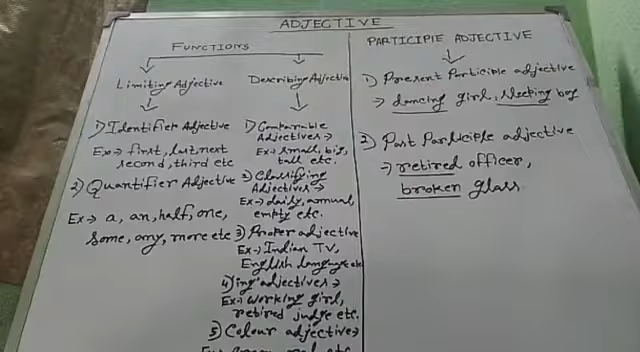 ADJECTIVE
FUNCTIONS
Limiting Adjective
1) Identifier Adjective
Ex→ first, last, next
second, third etc
2) Quantifier Adjective
Ex→ a, an, half, one,
some, any, more etc
Describing Adjective
1) Comparable
Adjectives→
Ex→ small, big,
tall etc.
2) Classifying
Adjectives→
Ex→ daily, annual,
empty etc.
3) Proper adjective
Ex→ Indian TV,
English language etc
4) 'ing' adjectives→
Ex→ working girl,
retired judge etc.
5) Colour adjective→
PARTICIPLE ADJECTIVE
1) Present Participle adjective
→ dancing girl, sleeping boy
2) Past Participle adjective
→ retired officer,
broken glass